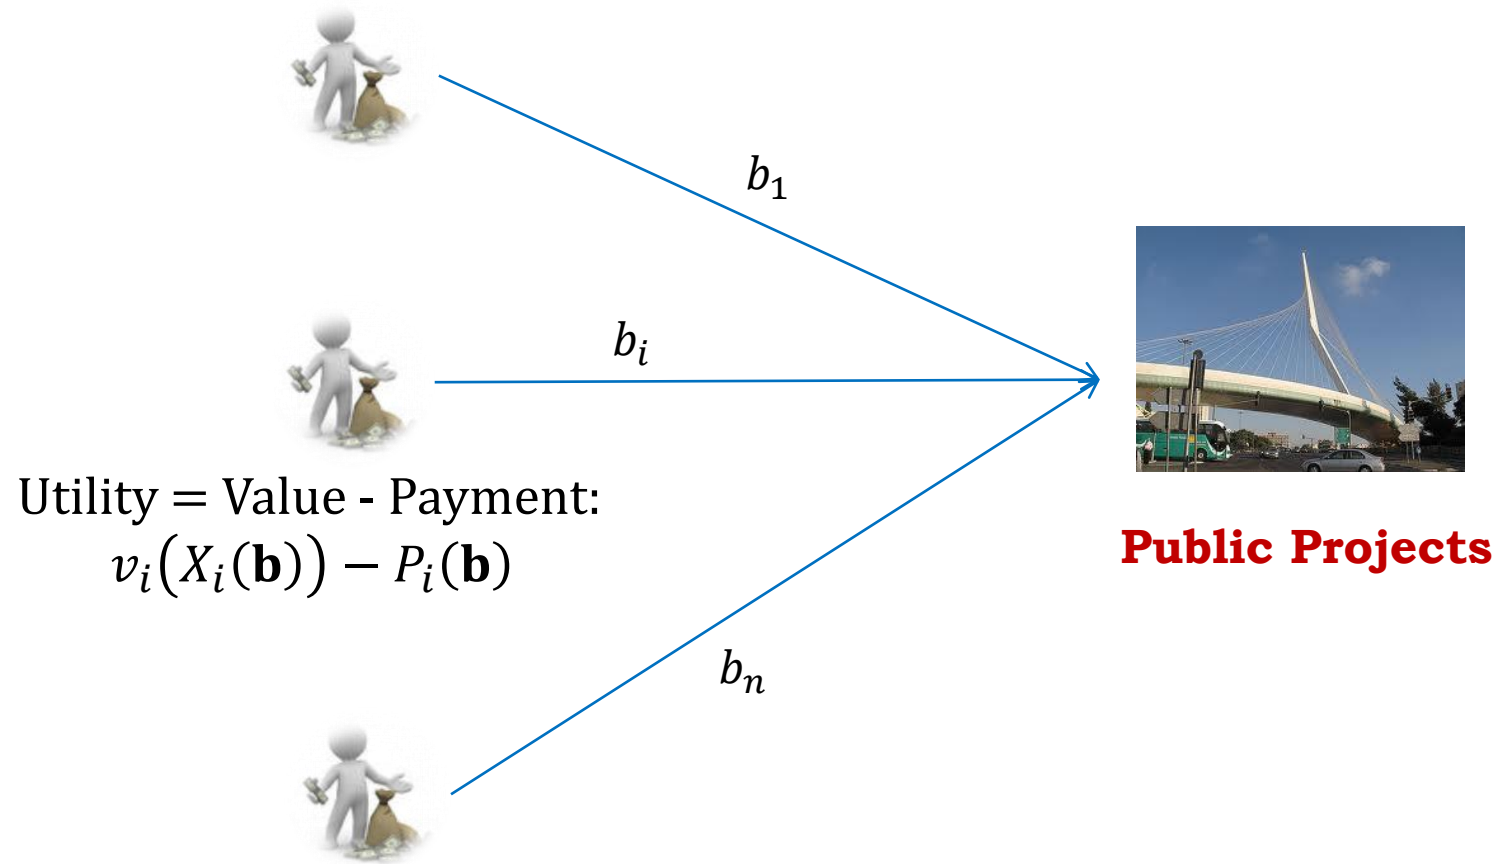 b₁
bᵢ
Utility = Value - Payment:
vᵢ(Xᵢ(𝐛)) − Pᵢ(𝐛)
Public Projects
bₙ